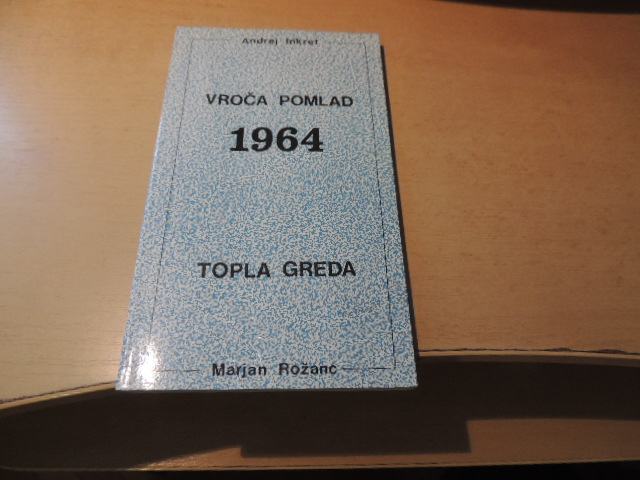 Andrej Inkret
VROČA POMLAD
1964
TOPLA GREDA
Marjan Rožanc